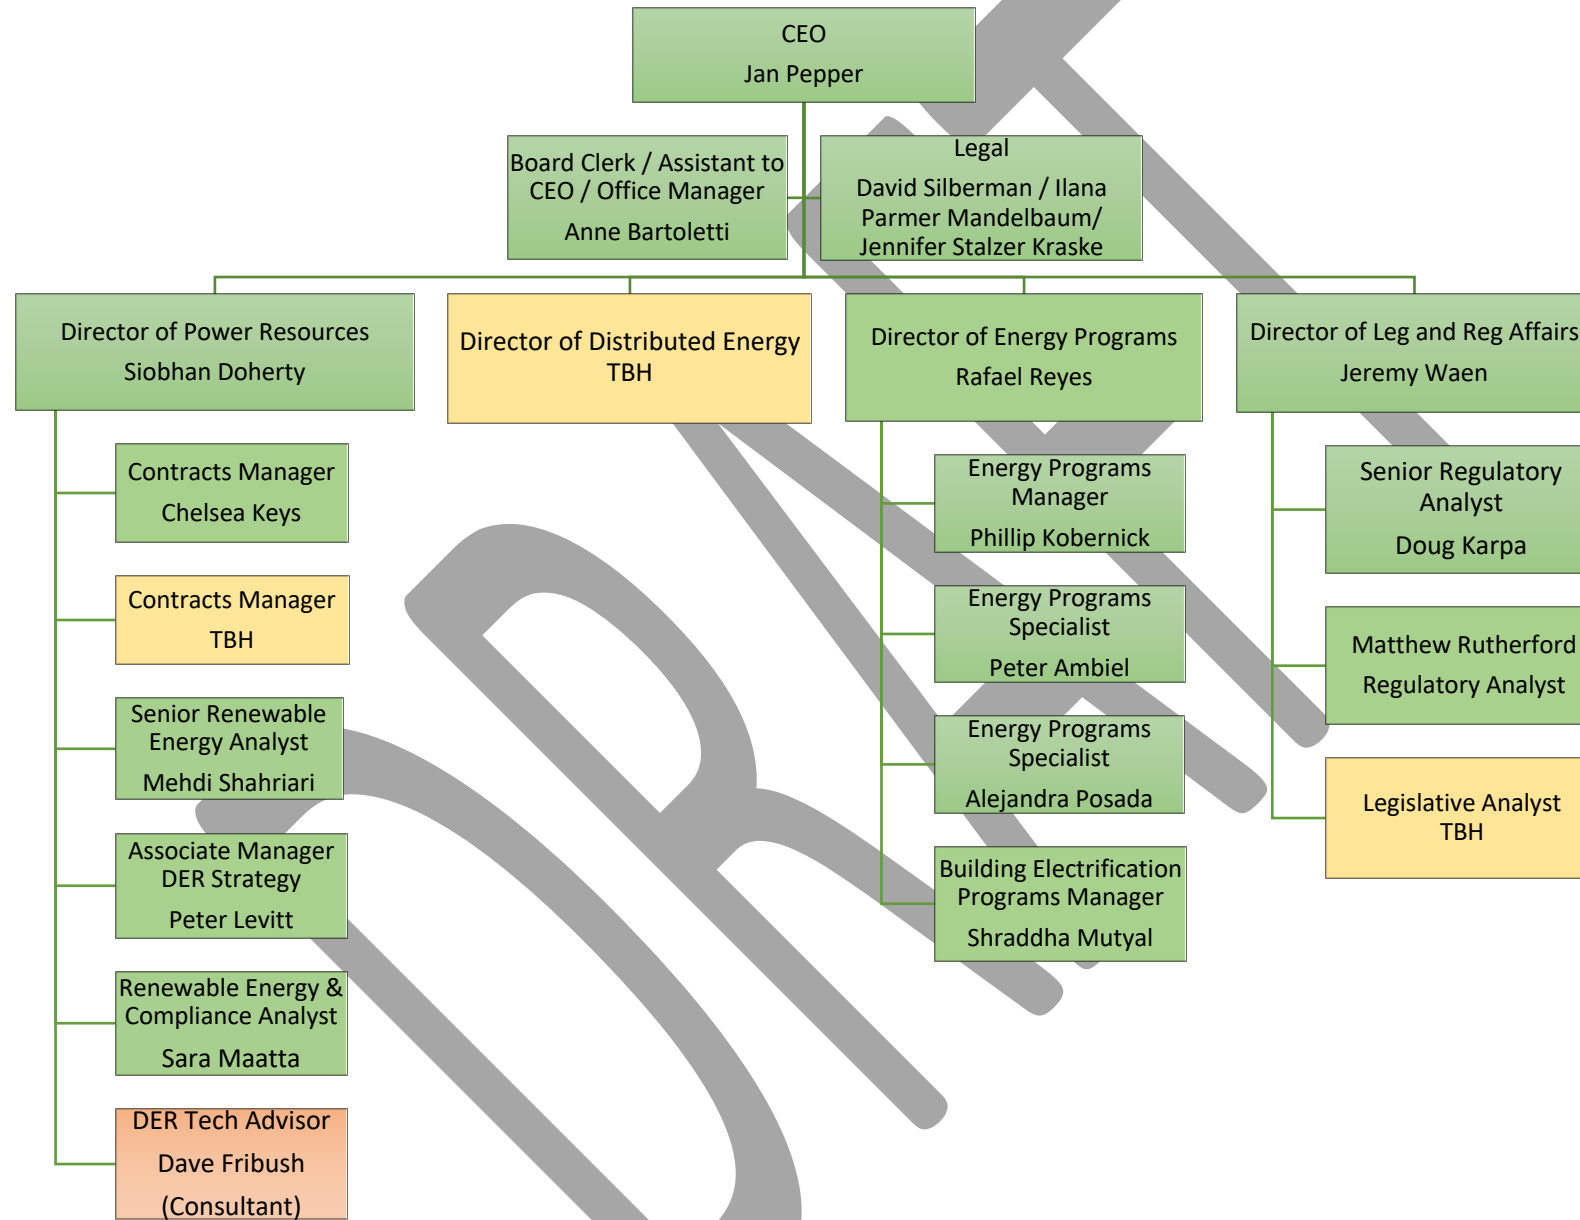 CEO
Jan Pepper
Board Clerk / Assistant to
CEO / Office Manager
Anne Bartoletti
Legal
David Silberman / Ilana
Parmer Mandelbaum/
Jennifer Stalzer Kraske
Director of Power Resources
Siobhan Doherty
Director of Distributed Energy
TBH
Director of Energy Programs
Rafael Reyes
Director of Leg and Reg Affairs
Jeremy Waen
Contracts Manager
Chelsea Keys
Contracts Manager
TBH
Senior Renewable
Energy Analyst
Mehdi Shahriari
Associate Manager
DER Strategy
Peter Levitt
Renewable Energy &
Compliance Analyst
Sara Maatta
DER Tech Advisor
Dave Fribush
(Consultant)
Energy Programs
Manager
Phillip Kobernick
Energy Programs
Specialist
Peter Ambiel
Energy Programs
Specialist
Alejandra Posada
Building Electrification
Programs Manager
Shraddha Mutyal
Senior Regulatory
Analyst
Doug Karpa
Matthew Rutherford
Regulatory Analyst
Legislative Analyst
TBH
DRAFT